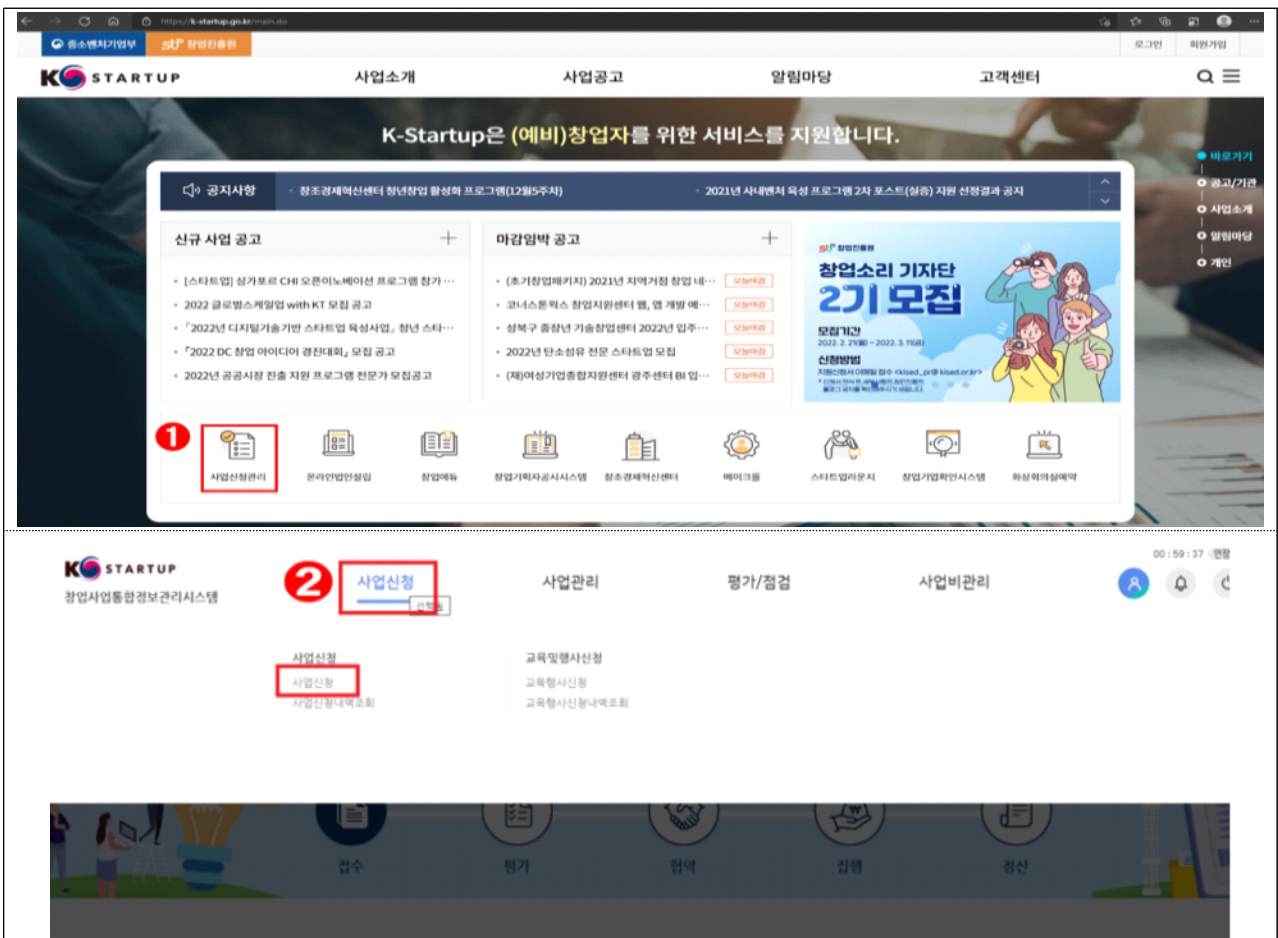 https://k-startup.go.kr/main.do
중소벤처기업부 창업진흥원
로그인 회원가입
K STARTUP 사업소개 사업공고 알림마당 고객센터
K-Startup은 (예비)창업자를 위한 서비스를 지원합니다.
바로가기
공고/기관
사업소개
알림마당
개인
공지사항 · 창조경제혁신센터 청년창업 활성화 프로그램(12월5주차) · 2021년 사내벤처 육성 프로그램 2차 포스트(실증) 지원 선정결과 공지
신규 사업 공고 +
• [스타트업] 싱가포르 CHI 오픈이노베이션 프로그램 참가 …
• 2022 글로벌스케일업 with KT 모집 공고
• 「2022년 디지털기술기반 스타트업 육성사업」 청년 스타…
• 「2022 DC 창업 아이디어 경진대회」 모집 공고
• 2022년 공공시장 진출 지원 프로그램 전문가 모집공고
마감임박 공고 +
• (초기창업패키지) 2021년 지역거점 창업 네… 오늘마감
• 코너스톤웍스 창업지원센터 웹, 앱 개발 예… 오늘마감
• 성북구 중장년 기술창업센터 2022년 입주… 오늘마감
• 2022년 탄소섬유 전문 스타트업 모집 오늘마감
• (재)여성기업종합지원센터 광주센터 BI 입… 오늘마감
창업진흥원
창업소리 기자단
2기 모집
모집기간
2022. 2. 21(월) ~ 2022. 3. 11(금)
신청방법
지원신청서 이메일 접수 <kised_pr@kised.or.kr>
1
사업신청관리 온라인법인설립 창업에듀 창업기획자공시시스템 창조경제혁신센터 메이크올 스타트업라운지 창업기업확인시스템 화상회의실예약
00 : 59 : 37 연장
K STARTUP
창업사업통합정보관리시스템
2 사업신청 사업관리 평가/점검 사업비관리
선택됨
사업신청
사업신청
사업신청내역조회
교육및행사신청
교육행사신청
교육행사신청내역조회
접수 평가 협약 집행 정산